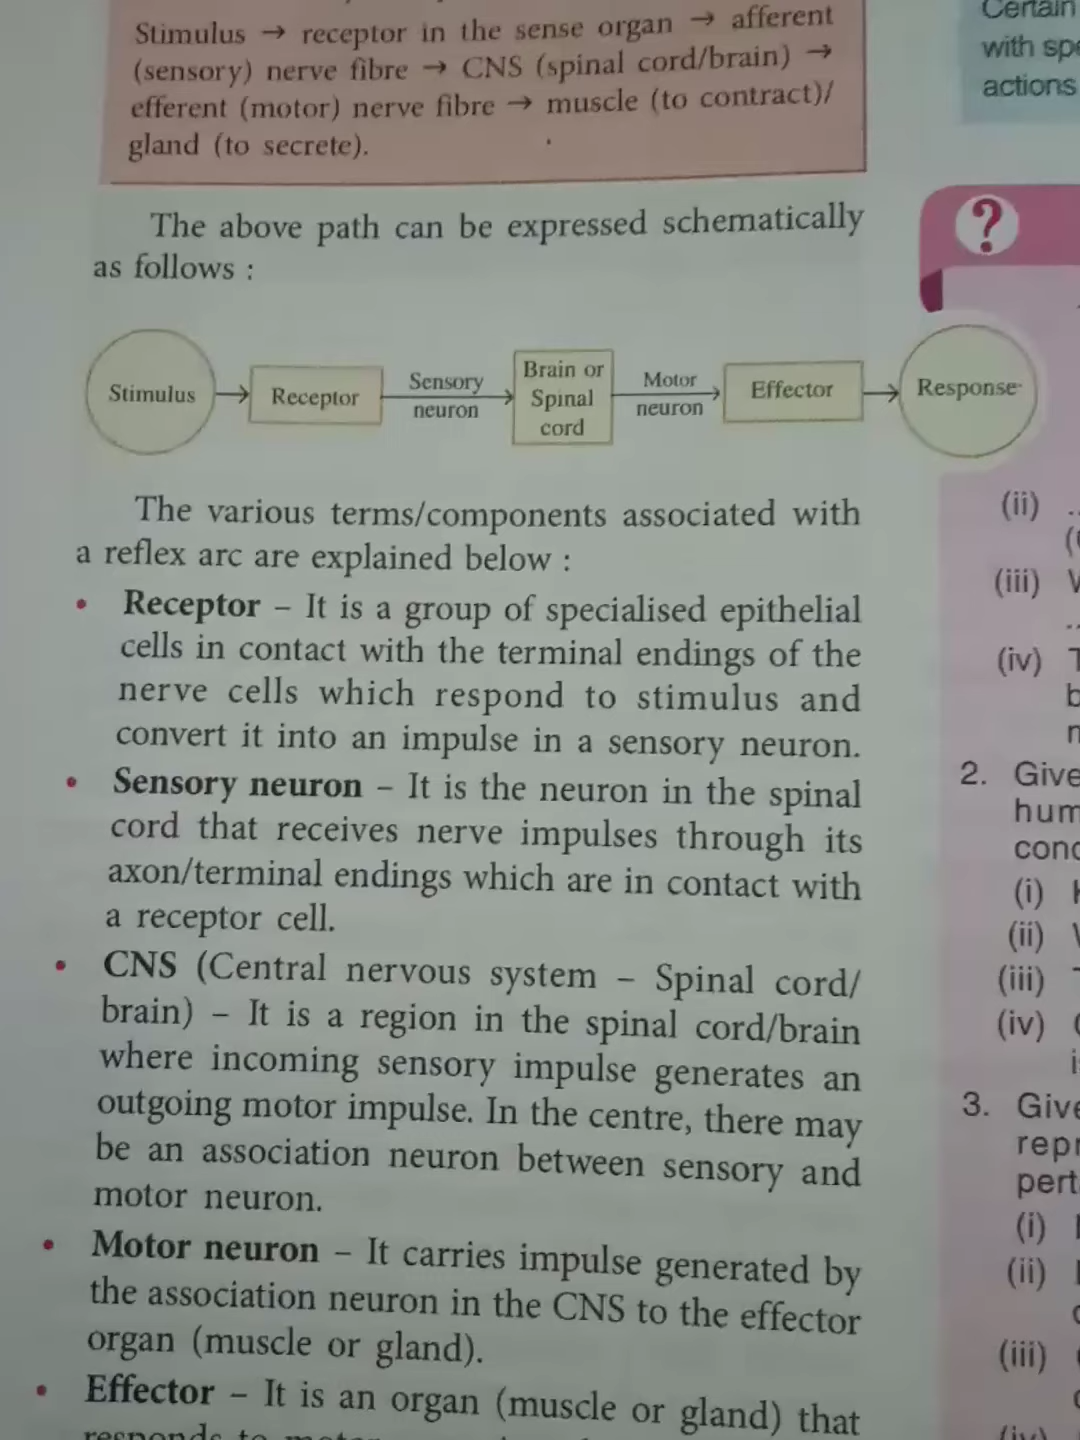 Stimulus → receptor in the sense organ → afferent
(sensory) nerve fibre → CNS (spinal cord/brain) →
efferent (motor) nerve fibre → muscle (to contract)/
gland (to secrete).
The above path can be expressed schematically
as follows :
Stimulus
Receptor
Sensory
neuron
Brain or
Spinal
cord
Motor
neuron
Effector
Response
The various terms/components associated with
a reflex arc are explained below :
• Receptor – It is a group of specialised epithelial
cells in contact with the terminal endings of the
nerve cells which respond to stimulus and
convert it into an impulse in a sensory neuron.
• Sensory neuron – It is the neuron in the spinal
cord that receives nerve impulses through its
axon/terminal endings which are in contact with
a receptor cell.
• CNS (Central nervous system – Spinal cord/
brain) – It is a region in the spinal cord/brain
where incoming sensory impulse generates an
outgoing motor impulse. In the centre, there may
be an association neuron between sensory and
motor neuron.
• Motor neuron – It carries impulse generated by
the association neuron in the CNS to the effector
organ (muscle or gland).
• Effector – It is an organ (muscle or gland) that
Certain
with
actions
?
(ii)
(iii)
(iv)
2. Give
(i)
(ii)
(iii)
(iv)
3. Give
(i)
(ii)
(iii)